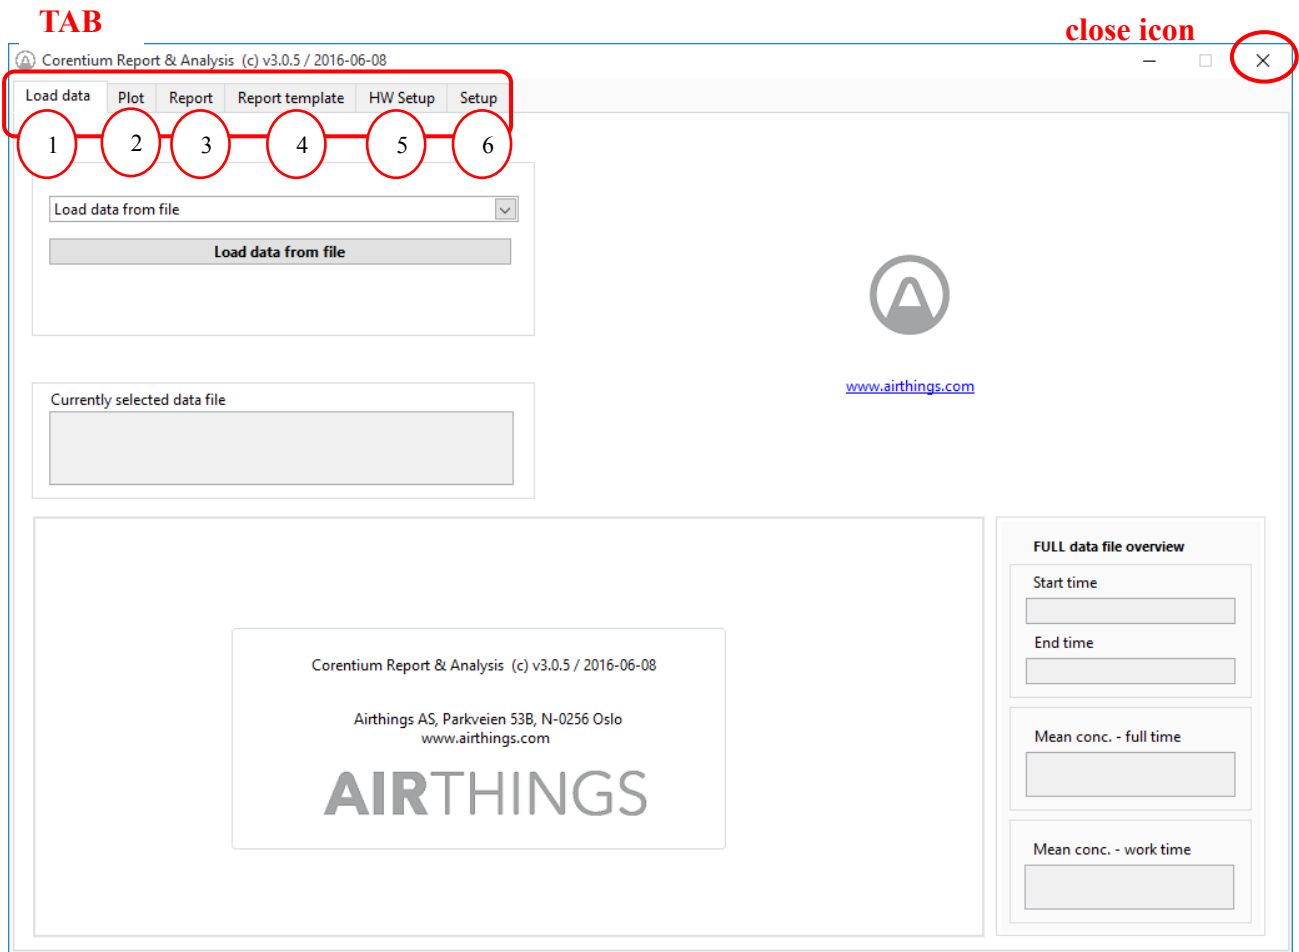 TAB
close icon
Corentium Report & Analysis (c) v3.0.5 / 2016-06-08
Load data Plot Report Report template HW Setup Setup
1 2 3 4 5 6
Load data from file
Load data from file
www.airthings.com
Currently selected data file
Corentium Report & Analysis (c) v3.0.5 / 2016-06-08
Airthings AS, Parkveien 53B, N-0256 Oslo
www.airthings.com
AIRTHINGS
FULL data file overview
Start time
End time
Mean conc. - full time
Mean conc. - work time